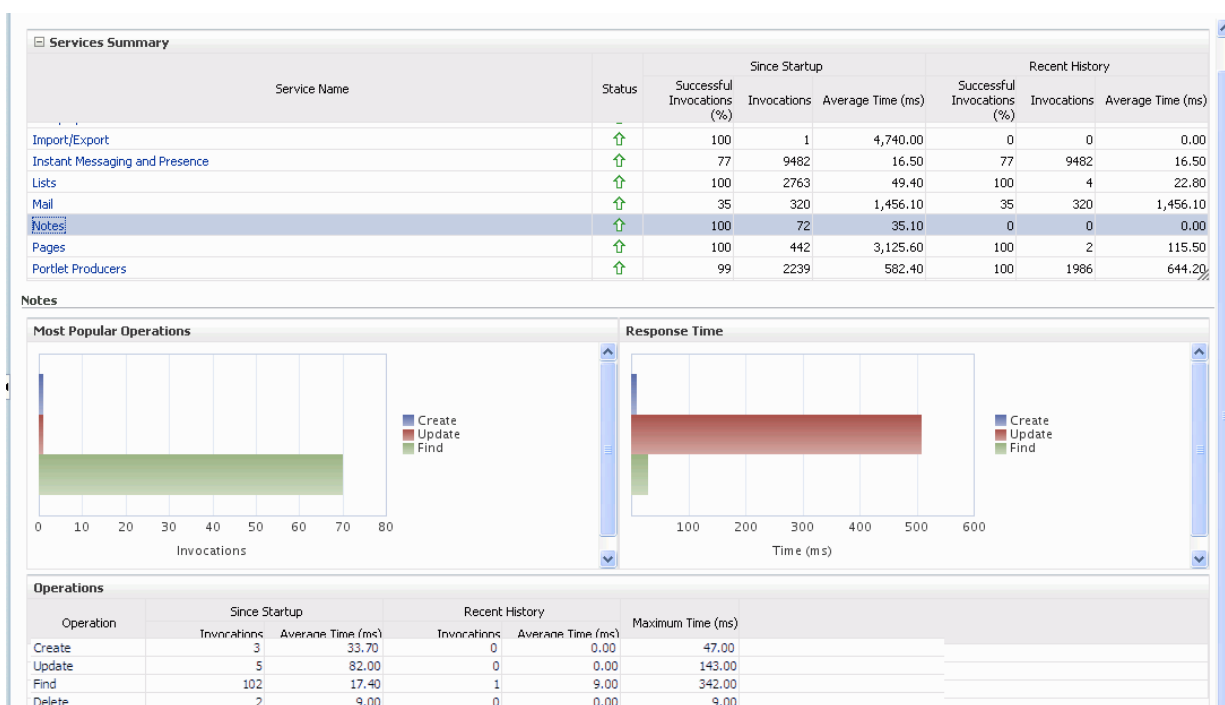 Services Summary
Since Startup Recent History
Service Name Status Successful Invocations (%) Invocations Average Time (ms) Successful Invocations (%) Invocations Average Time (ms)
Import/Export 100 1 4,740.00 0 0 0.00
Instant Messaging and Presence 77 9482 16.50 77 9482 16.50
Lists 100 2763 49.40 100 4 22.80
Mail 35 320 1,456.10 35 320 1,456.10
Notes 100 72 35.10 0 0 0.00
Pages 100 442 3,125.60 100 2 115.50
Portlet Producers 99 2239 582.40 100 1986 644.20
Notes
Most Popular Operations
Create
Update
Find
0 10 20 30 40 50 60 70 80
Invocations
Response Time
Create
Update
Find
100 200 300 400 500 600
Time (ms)
Operations
Since Startup Recent History
Operation Invocations Average Time (ms) Invocations Average Time (ms) Maximum Time (ms)
Create 3 33.70 0 0.00 47.00
Update 5 82.00 0 0.00 143.00
Find 102 17.40 1 9.00 342.00
Delete 2 9.00 0 0.00 9.00